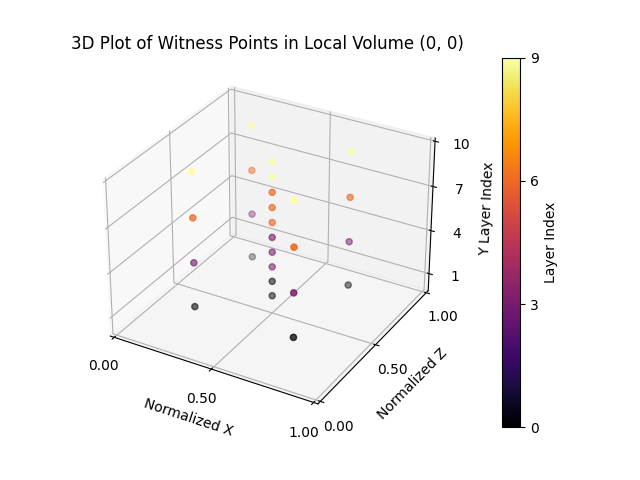 3D Plot of Witness Points in Local Volume (0, 0)
9
10
7
Y Layer Index
6
Layer Index
4
1
3
1.00
0.00
0.50
Normalized Z
0.50
Normalized X
1.00
0.00
0